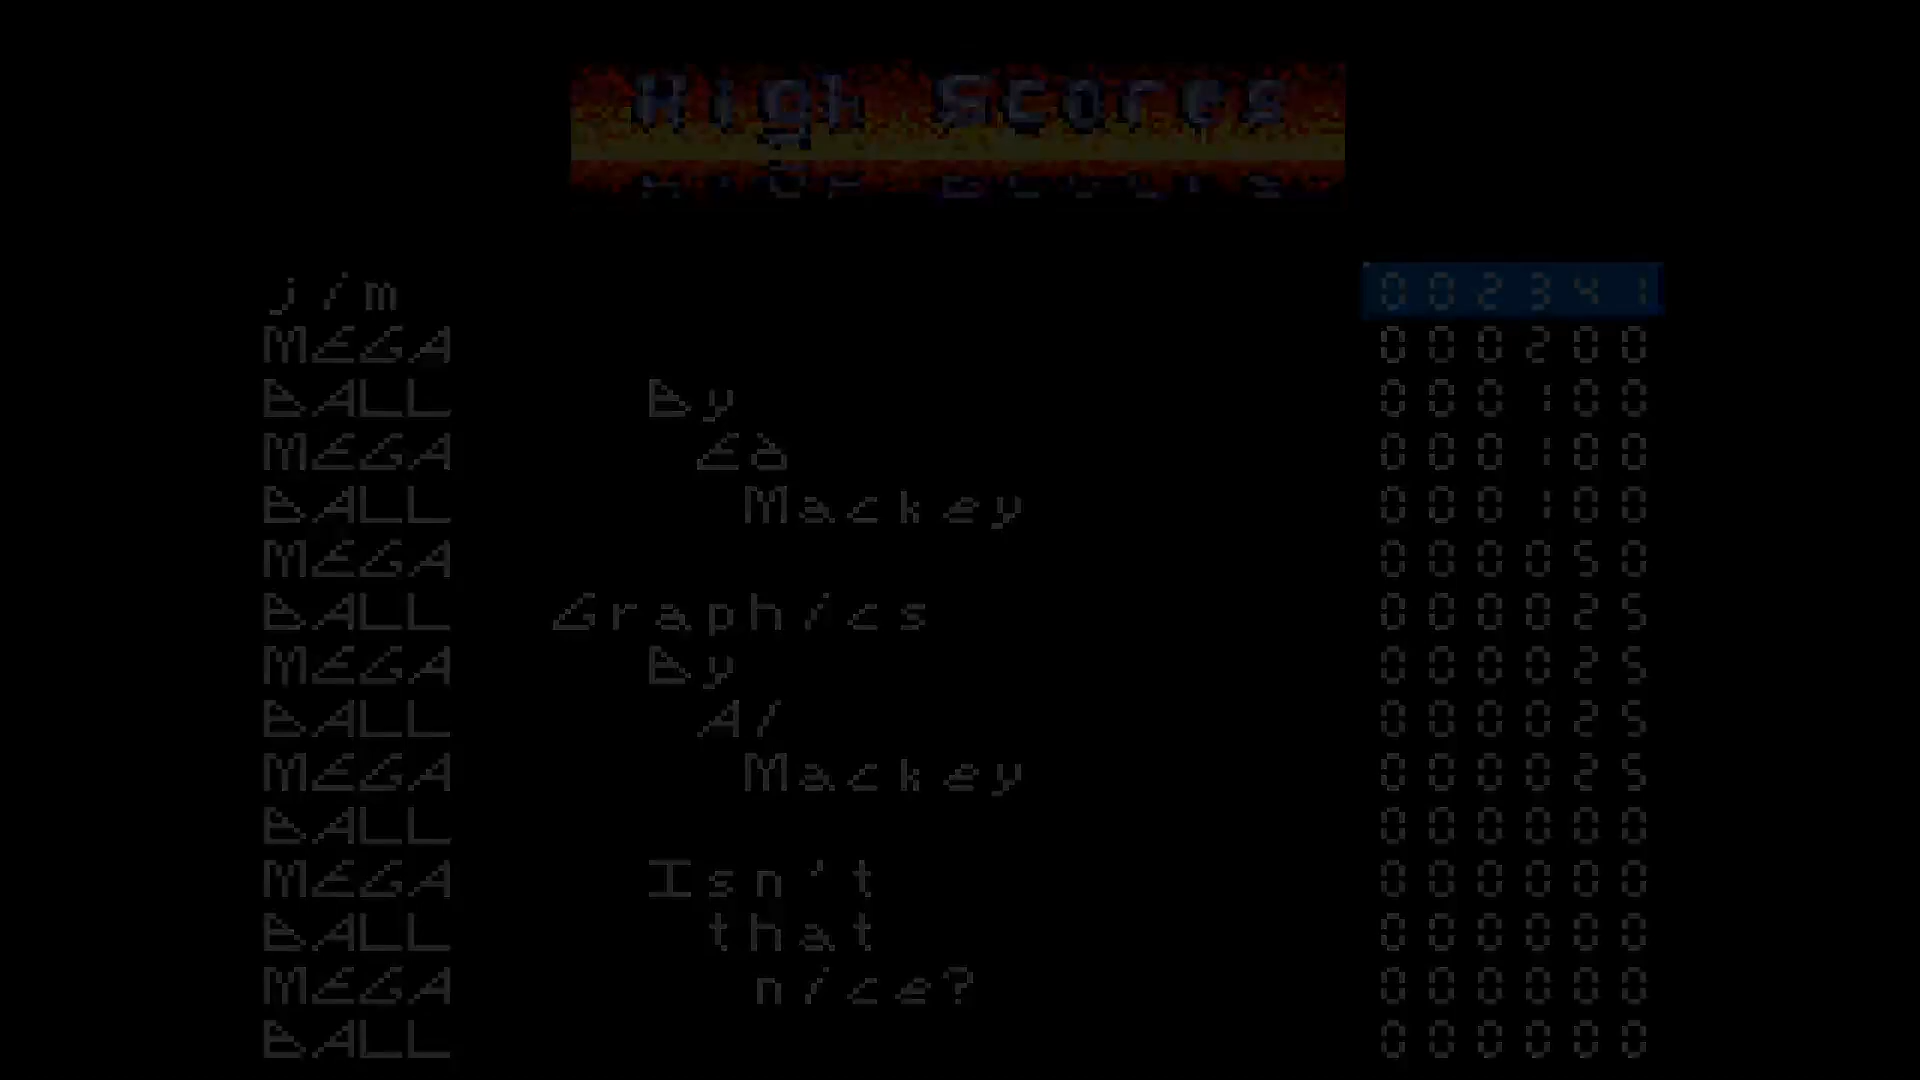 High Scores
jim 002341
MEGA 000200
BALL By 000100
MEGA Ed 000100
BALL Mackey 000100
MEGA 000050
BALL Graphics 000025
MEGA By 000025
BALL Al 000025
MEGA Mackey 000025
BALL 000000
MEGA Isn't 000000
BALL that 000000
MEGA nice? 000000
BALL 000000